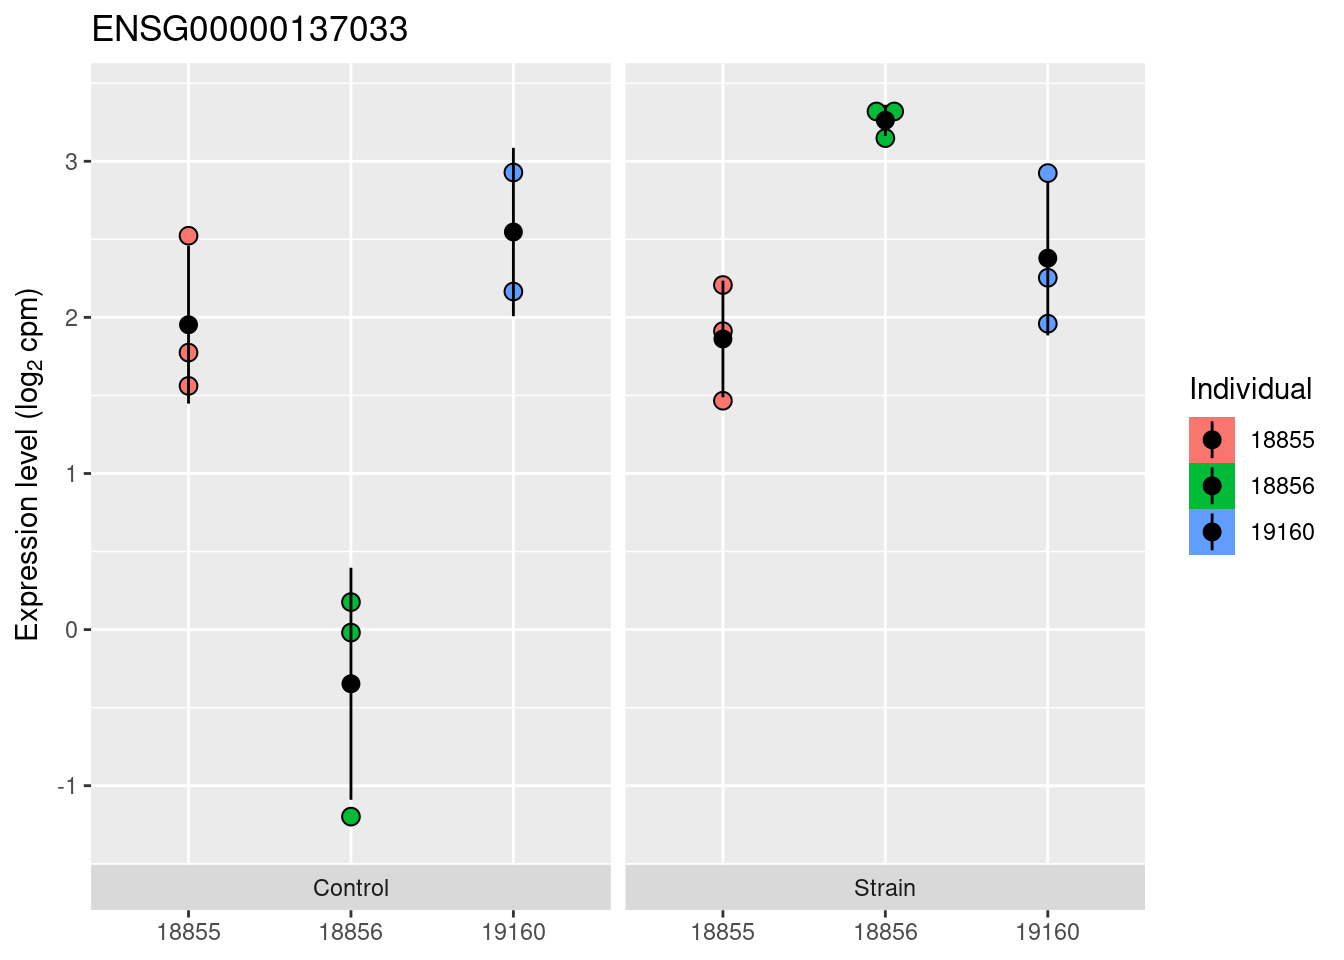 ENSG00000137033
Expression level (log₂ cpm)
3
2
1
0
-1
Control
Strain
18855
18856
19160
18855
18856
19160
Individual
18855
18856
19160